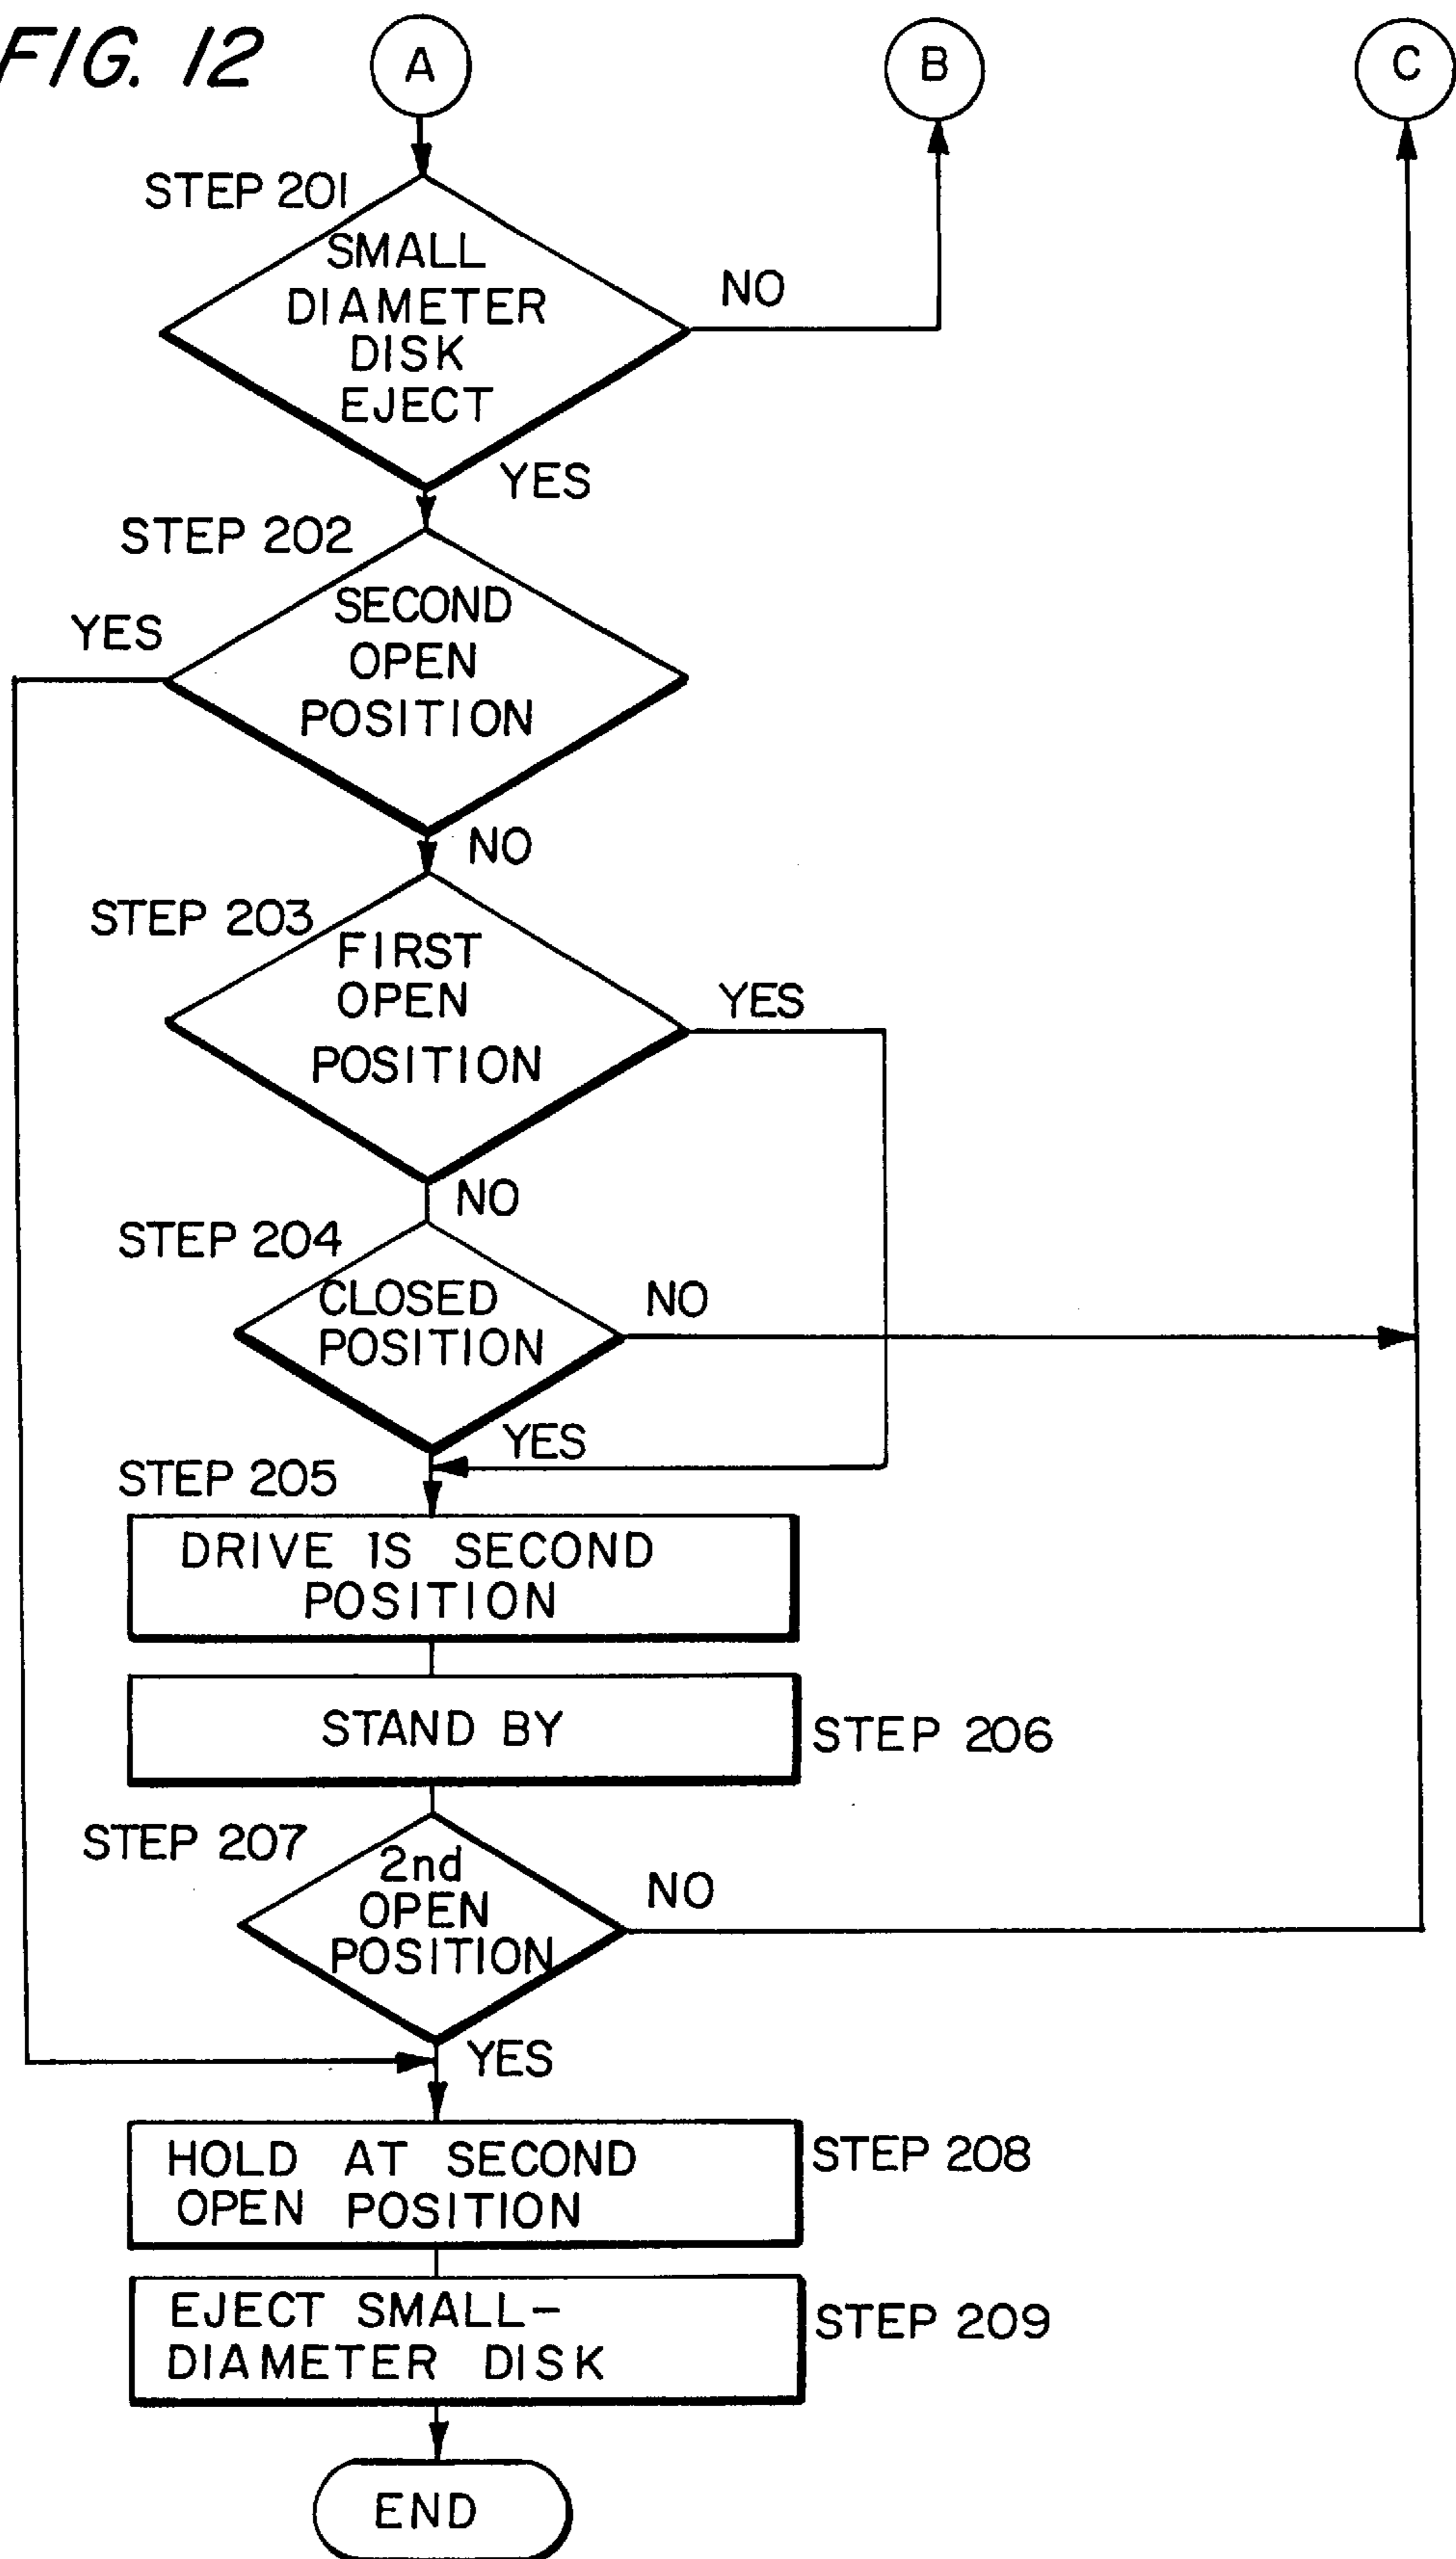 FIG. 12
A
B
C
STEP 201
SMALL
DIAMETER
DISK
EJECT
NO
YES
STEP 202
SECOND
OPEN
POSITION
YES
NO
STEP 203
FIRST
OPEN
POSITION
YES
NO
STEP 204
CLOSED
POSITION
NO
YES
STEP 205
DRIVE IS SECOND
POSITION
STAND BY
STEP 206
STEP 207
2nd
OPEN
POSITION
NO
YES
HOLD AT SECOND
OPEN POSITION
STEP 208
EJECT SMALL-
DIAMETER DISK
STEP 209
END